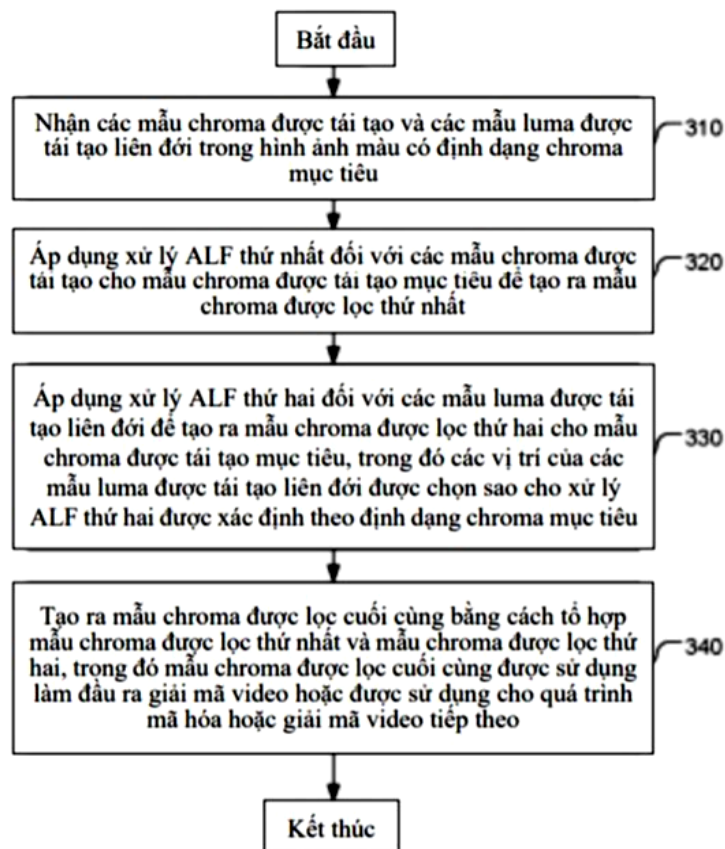 Bắt đầu
Nhận các mẫu chroma được tái tạo và các mẫu luma được
tái tạo liên đới trong hình ảnh màu có định dạng chroma
mục tiêu
310
Áp dụng xử lý ALF thứ nhất đối với các mẫu chroma được
tái tạo cho mẫu chroma được tái tạo mục tiêu để tạo ra mẫu
chroma được lọc thứ nhất
320
Áp dụng xử lý ALF thứ hai đối với các mẫu luma được tái
tạo liên đới để tạo ra mẫu chroma được lọc thứ hai cho mẫu
chroma được tái tạo mục tiêu, trong đó các vị trí của các
mẫu luma được tái tạo liên đới được chọn sao cho xử lý
ALF thứ hai được xác định theo định dạng chroma mục tiêu
330
Tạo ra mẫu chroma được lọc cuối cùng bằng cách tổ hợp
mẫu chroma được lọc thứ nhất và mẫu chroma được lọc thứ
hai, trong đó mẫu chroma được lọc cuối cùng được sử dụng
làm đầu ra giải mã video hoặc được sử dụng cho quá trình
mã hóa hoặc giải mã video tiếp theo
340
Kết thúc